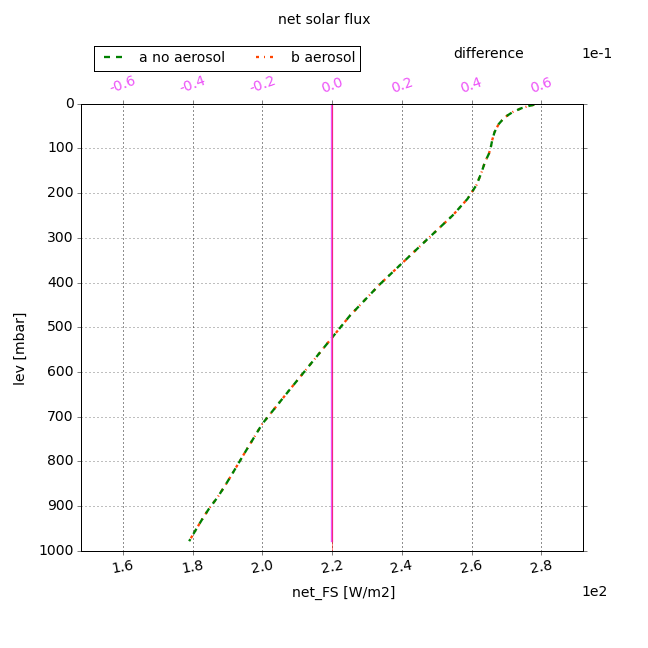 net solar flux
a no aerosol b aerosol difference 1e-1
-0.6 -0.4 -0.2 0.0 0.2 0.4 0.6
0
100
200
300
400
500
600
700
800
900
1000
lev [mbar]
1.6 1.8 2.0 2.2 2.4 2.6 2.8
net_FS [W/m2] 1e2